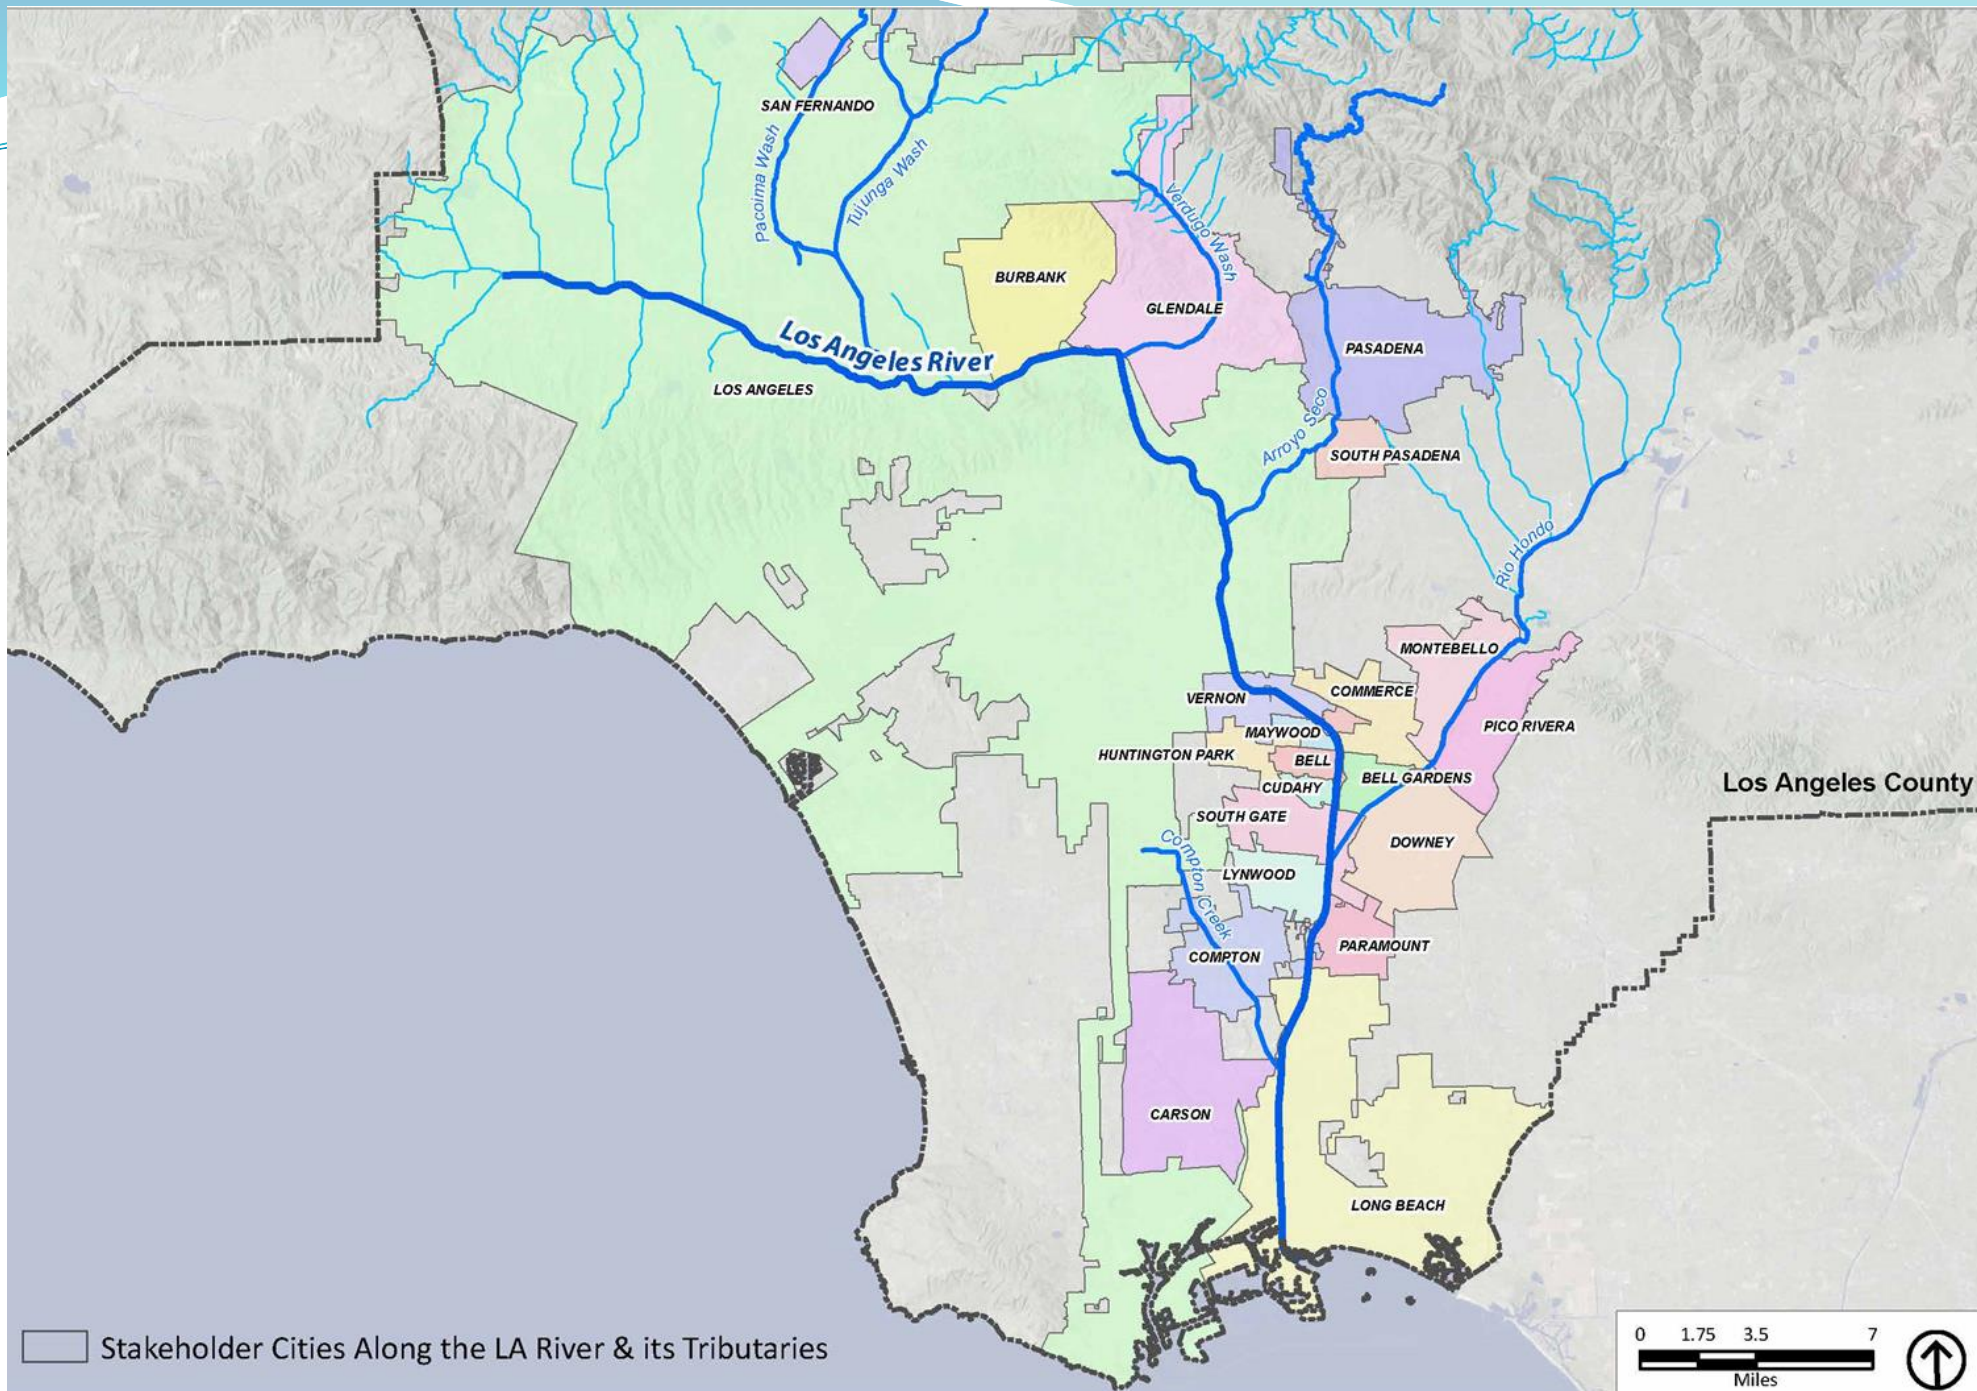 SAN FERNANDO
Pacoima Wash
Tujunga Wash
Verdugo Wash
BURBANK
GLENDALE
Los Angeles River
PASADENA
LOS ANGELES
Arroyo Seco
SOUTH PASADENA
Rio Hondo
MONTEBELLO
COMMERCE
VERNON
PICO RIVERA
MAYWOOD
HUNTINGTON PARK
BELL
BELL GARDENS
CUDAHY
Los Angeles County
SOUTH GATE
DOWNEY
Compton Creek
LYNWOOD
PARAMOUNT
COMPTON
CARSON
LONG BEACH
Stakeholder Cities Along the LA River & its Tributaries
0 1.75 3.5 7
Miles